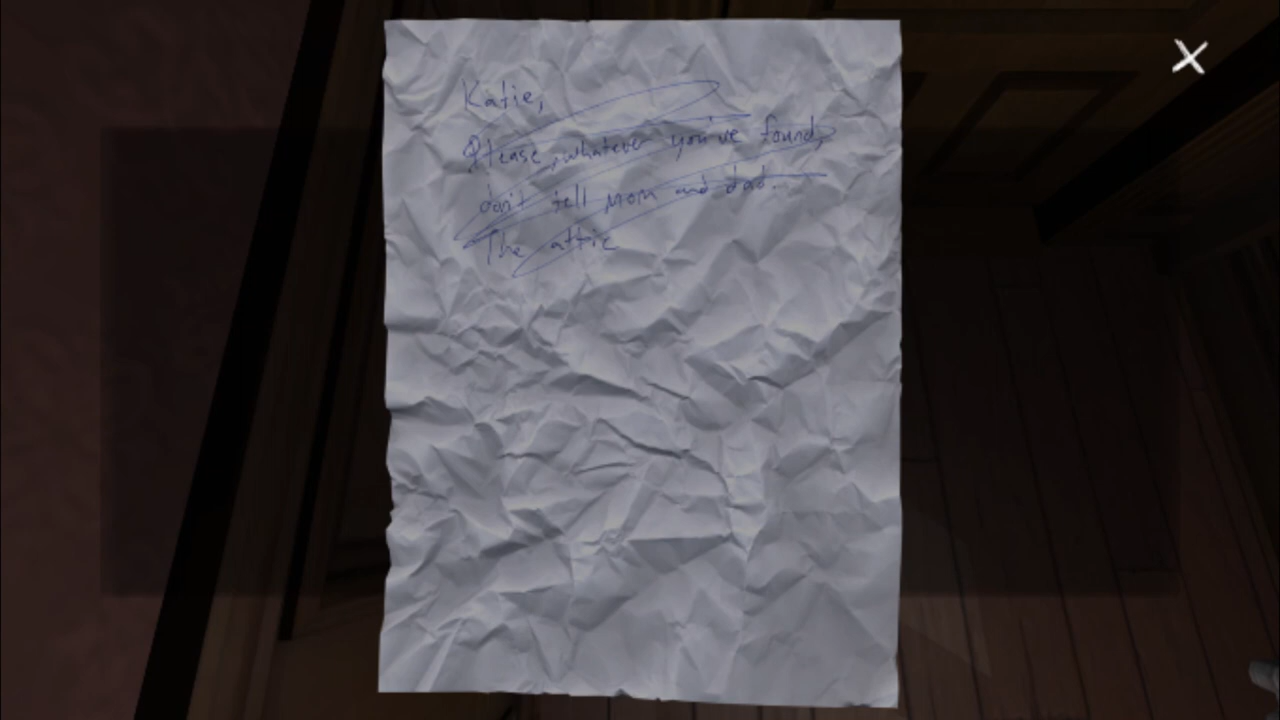 Katie,
Please, whatever you've found,
don't tell Mom and dad.
The attic